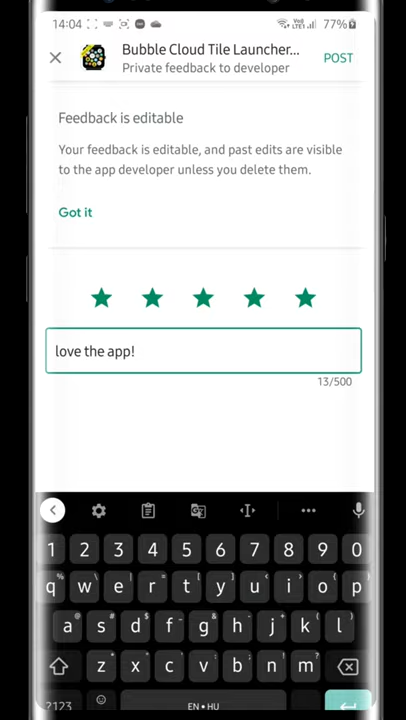 14:04 77%
Bubble Cloud Tile Launcher...
Private feedback to developer
POST
Feedback is editable
Your feedback is editable, and past edits are visible
to the app developer unless you delete them.
Got it
love the app!
13/500
1 2 3 4 5 6 7 8 9 0
q w e r t y u i o p
a s d f g h j k l
z x c v b n m
?123 EN • HU